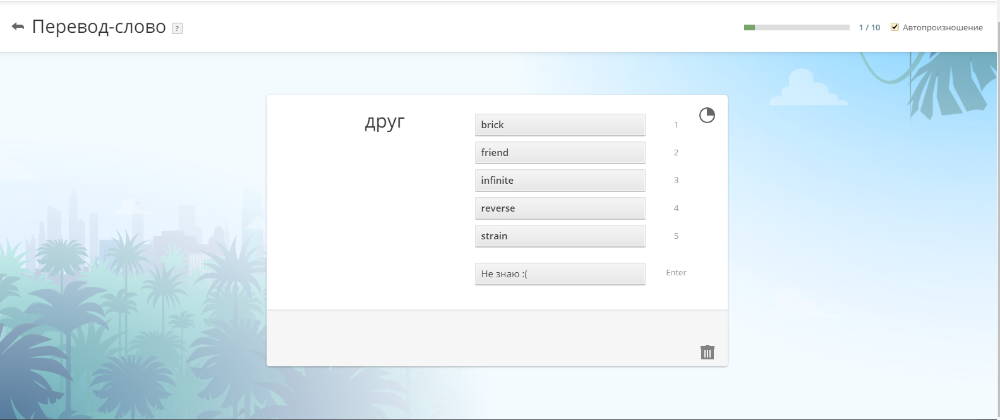 Перевод-слово ?
1 / 10 Автопроизношение
друг
brick 1
friend 2
infinite 3
reverse 4
strain 5
Не знаю :( Enter